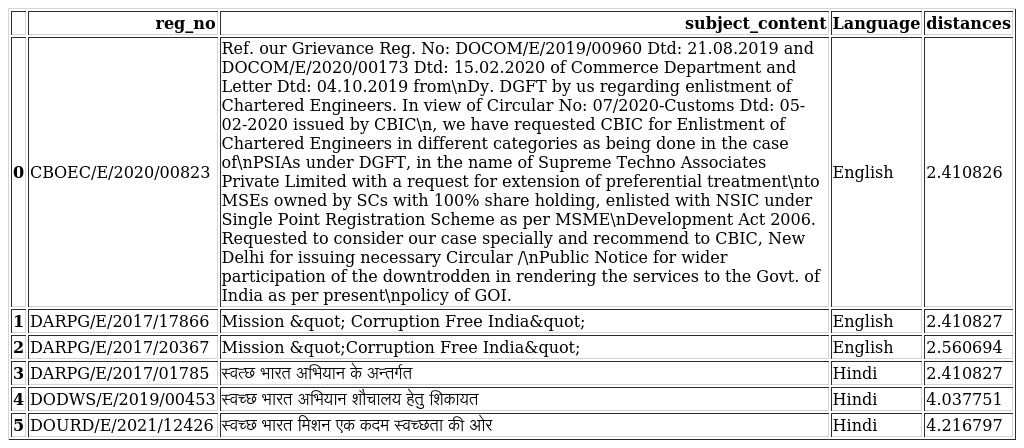 reg_no subject_content Language distances
Ref. our Grievance Reg. No: DOCOM/E/2019/00960 Dtd: 21.08.2019 and
DOCOM/E/2020/00173 Dtd: 15.02.2020 of Commerce Department and
Letter Dtd: 04.10.2019 from\nDy. DGFT by us regarding enlistment of
Chartered Engineers. In view of Circular No: 07/2020-Customs Dtd: 05-
02-2020 issued by CBIC\n, we have requested CBIC for Enlistment of
Chartered Engineers in different categories as being done in the case
of\nPSIAs under DGFT, in the name of Supreme Techno Associates
0 CBOEC/E/2020/00823 Private Limited with a request for extension of preferential treatment\nto English 2.410826
MSEs owned by SCs with 100% share holding, enlisted with NSIC under
Single Point Registration Scheme as per MSME\nDevelopment Act 2006.
Requested to consider our case specially and recommend to CBIC, New
Delhi for issuing necessary Circular /\nPublic Notice for wider
participation of the downtrodden in rendering the services to the Govt. of
India as per present\npolicy of GOI.
1 DARPG/E/2017/17866 Mission &quot; Corruption Free India&quot; English 2.410827
2 DARPG/E/2017/20367 Mission &quot;Corruption Free India&quot; English 2.560694
3 DARPG/E/2017/01785 स्वत्छ भारत अभियान के अन्तर्गत Hindi 2.410827
4 DODWS/E/2019/00453 स्वच्छ भारत अभियान शौचालय हेतु शिकायत Hindi 4.037751
5 DOURD/E/2021/12426 स्वच्छ भारत मिशन एक कदम स्वच्छता की ओर Hindi 4.216797